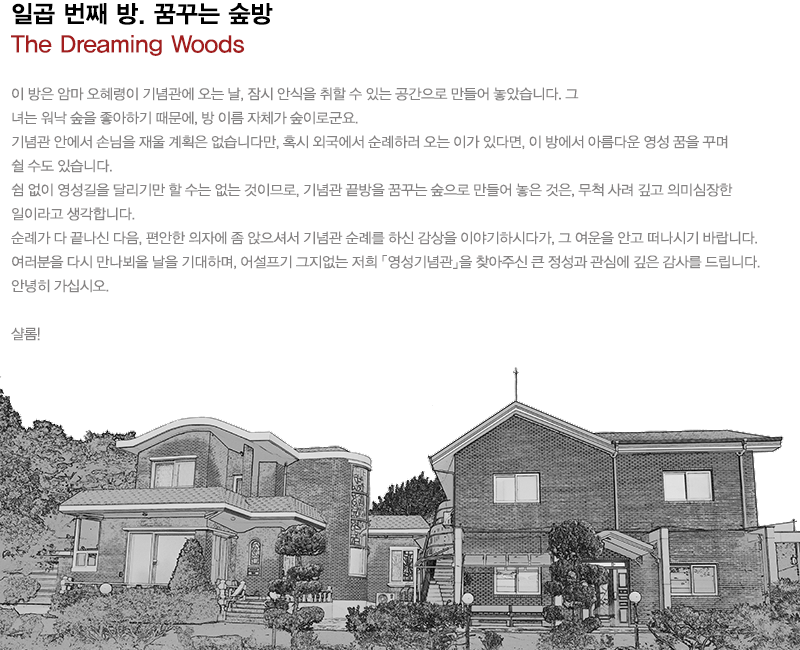 일곱 번째 방. 꿈꾸는 숲방
The Dreaming Woods
이 방은 암마 오혜령이 기념관에 오는 날, 잠시 안식을 취할 수 있는 공간으로 만들어 놓았습니다. 그
녀는 워낙 숲을 좋아하기 때문에, 방 이름 자체가 숲이로군요.
기념관 안에서 손님을 재울 계획은 없습니다만, 혹시 외국에서 순례하러 오는 이가 있다면, 이 방에서 아름다운 영성 꿈을 꾸며
쉴 수도 있습니다.
쉼 없이 영성길을 달리기만 할 수는 없는 것이므로, 기념관 끝방을 꿈꾸는 숲으로 만들어 놓은 것은, 무척 사려 깊고 의미심장한
일이라고 생각합니다.
순례가 다 끝나신 다음, 편안한 의자에 좀 앉으셔서 기념관 순례를 하신 감상을 이야기하시다가, 그 여운을 안고 떠나시기 바랍니다.
여러분을 다시 만나뵈올 날을 기대하며, 어설프기 그지없는 저희 「영성기념관」을 찾아주신 큰 정성과 관심에 깊은 감사를 드립니다.
안녕히 가십시오.
샬롬!